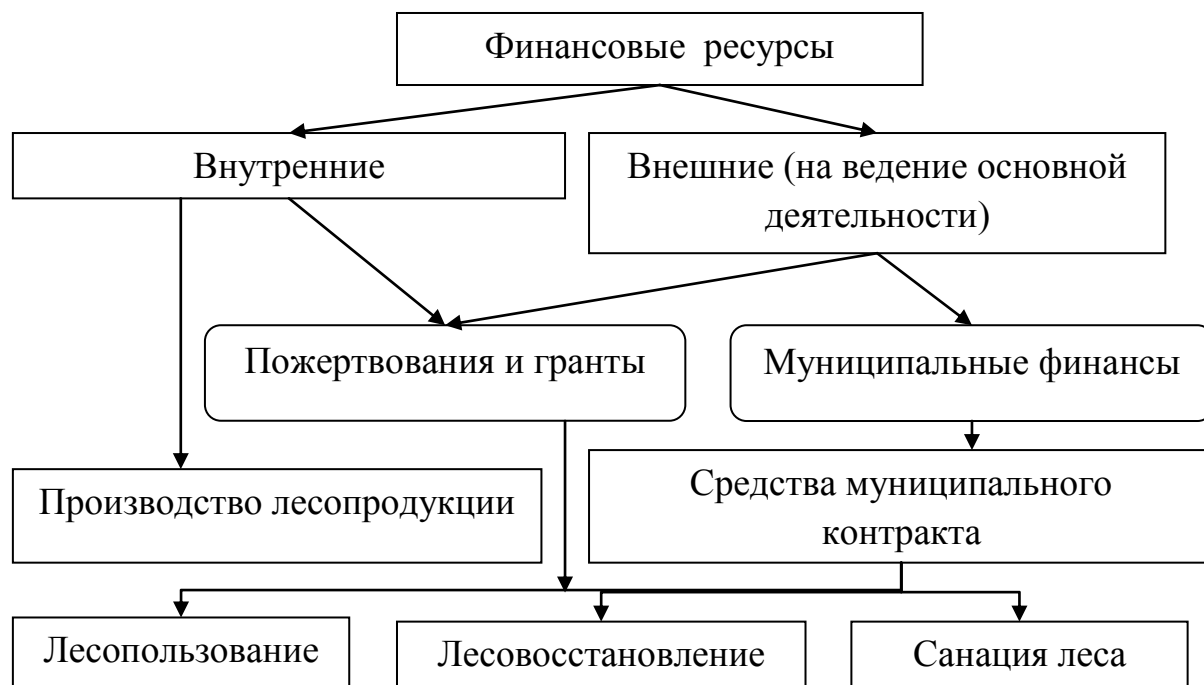 Финансовые ресурсы
Внутренние
Внешние (на ведение основной
деятельности)
Пожертвования и гранты
Муниципальные финансы
Производство лесопродукции
Средства муниципального
контракта
Лесопользование
Лесовосстановление
Санация леса